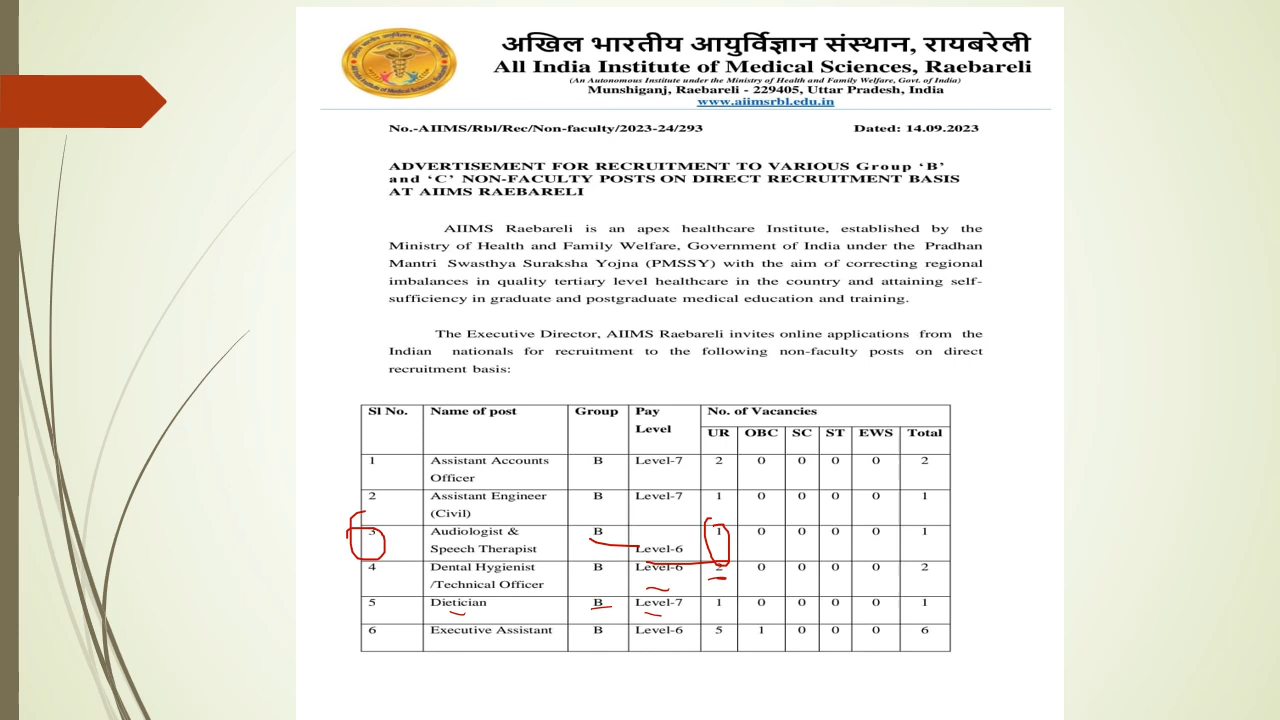 अखिल भारतीय आयुर्विज्ञान संस्थान, रायबरेली
All India Institute of Medical Sciences, Raebareli
(An Autonomous Institute under the Ministry of Health and Family Welfare, Govt. of India)
Munshiganj, Raebareli - 229405, Uttar Pradesh, India
www.aiimsrbl.edu.in
No.-AIIMS/Rbl/Rec/Non-faculty/2023-24/293 Dated: 14.09.2023
ADVERTISEMENT FOR RECRUITMENT TO VARIOUS Group ‘B’
and ‘C’ NON-FACULTY POSTS ON DIRECT RECRUITMENT BASIS
AT AIIMS RAEBARELI
AIIMS Raebareli is an apex healthcare Institute, established by the
Ministry of Health and Family Welfare, Government of India under the Pradhan
Mantri Swasthya Suraksha Yojna (PMSSY) with the aim of correcting regional
imbalances in quality tertiary level healthcare in the country and attaining self-
sufficiency in graduate and postgraduate medical education and training.
The Executive Director, AIIMS Raebareli invites online applications from the
Indian nationals for recruitment to the following non-faculty posts on direct
recruitment basis:
Sl No. Name of post Group Pay Level No. of Vacancies
UR OBC SC ST EWS Total
1 Assistant Accounts Officer B Level-7 2 0 0 0 0 2
2 Assistant Engineer (Civil) B Level-7 1 0 0 0 0 1
3 Audiologist & Speech Therapist B Level-6 1 0 0 0 0 1
4 Dental Hygienist /Technical Officer B Level-6 2 0 0 0 0 2
5 Dietician B Level-7 1 0 0 0 0 1
6 Executive Assistant B Level-6 5 1 0 0 0 6